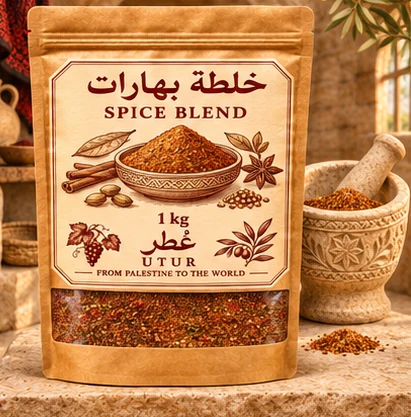 خلطة بهارات
SPICE BLEND
1 kg
عُطر
UTUR
FROM PALESTINE TO THE WORLD